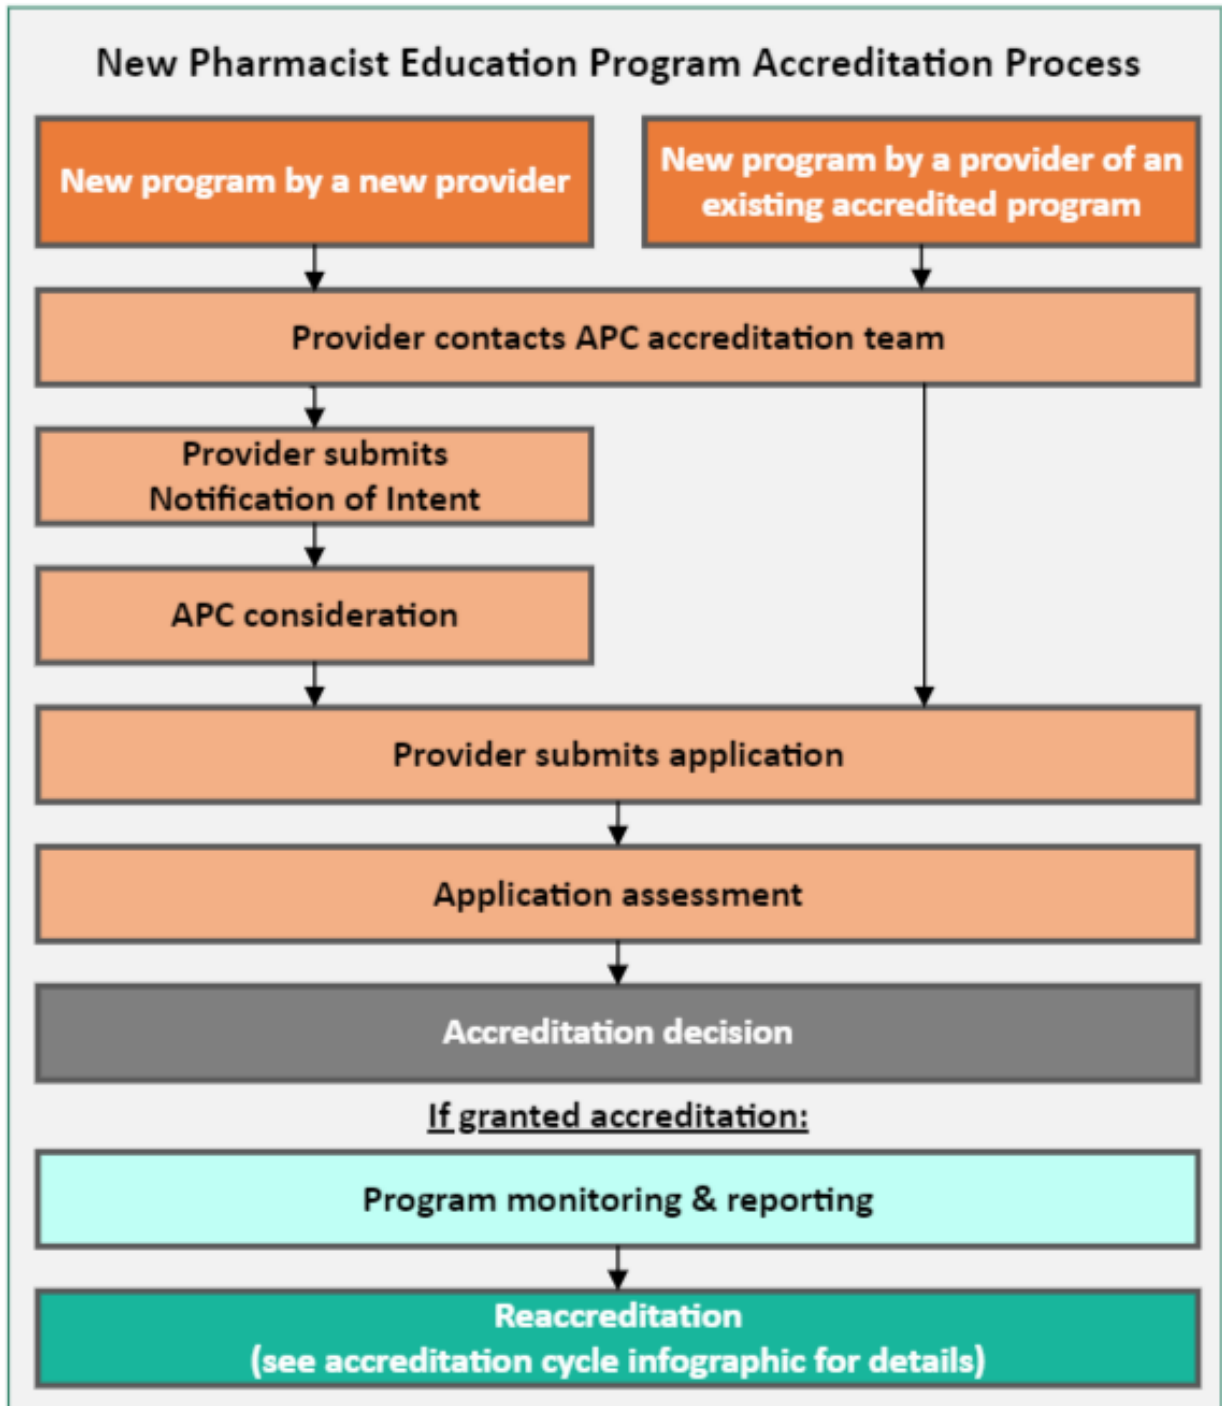 New Pharmacist Education Program Accreditation Process
New program by a new provider
New program by a provider of an
existing accredited program
Provider contacts APC accreditation team
Provider submits
Notification of Intent
APC consideration
Provider submits application
Application assessment
Accreditation decision
If granted accreditation:
Program monitoring & reporting
Reaccreditation
(see accreditation cycle infographic for details)